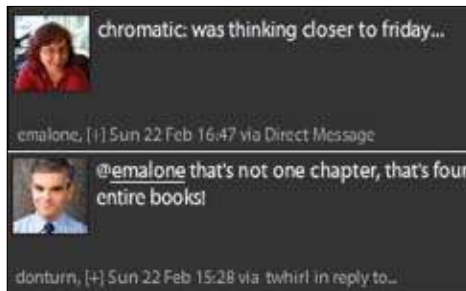 chromatic: was thinking closer to friday...
emalone, [+] Sun 22 Feb 16:47 via Direct Message
@emalone that's not one chapter, that's four
entire books!
donturn, [+] Sun 22 Feb 15:28 via twhirl in reply to...